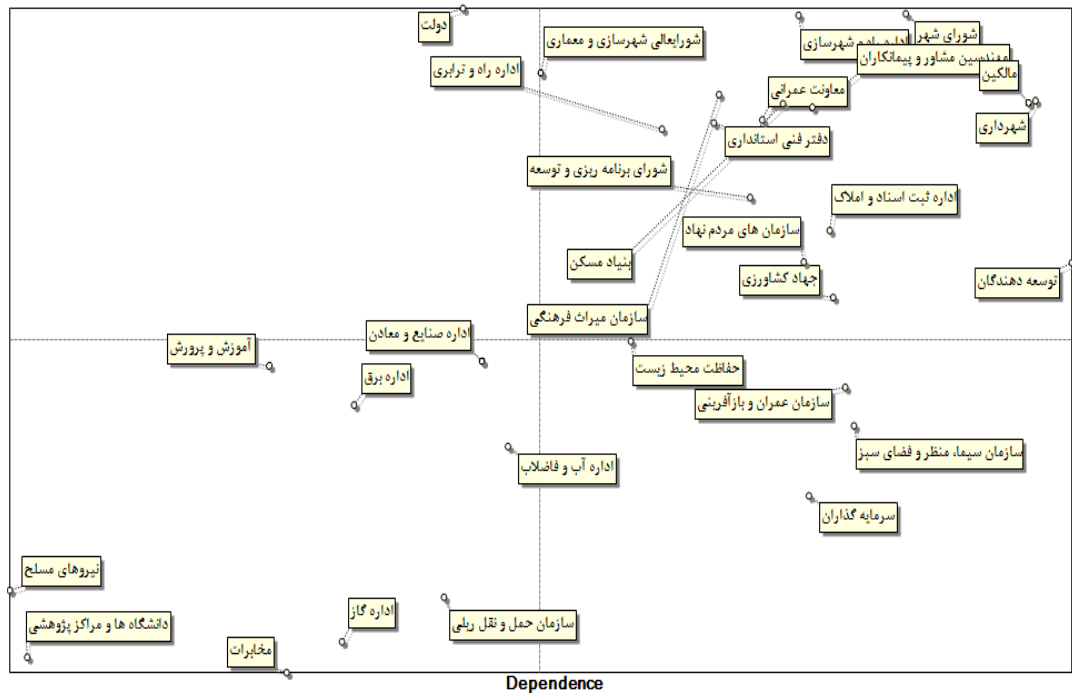 دولت
شورایعالی شهرسازی و معماری
شورای شهر
اداره راه و شهرسازی
مهندسین مشاور و پیمانکاران
مالکین
اداره راه و ترابری
معاونت عمرانی
شهرداری
دفتر فنی استانداری
شورای برنامه ریزی و توسعه
اداره ثبت اسناد و املاک
سازمان های مردم نهاد
بنیاد مسکن
جهاد کشاورزی
توسعه دهندگان
سازمان میراث فرهنگی
اداره صنایع و معادن
آموزش و پرورش
حفاظت محیط زیست
اداره برق
سازمان عمران و بازآفرینی
سازمان سیما، منظر و فضای سبز
اداره آب و فاضلاب
سرمایه گذاران
نیروهای مسلح
اداره گاز
سازمان حمل و نقل ریلی
دانشگاه ها و مراکز پژوهشی
مخابرات
Dependence